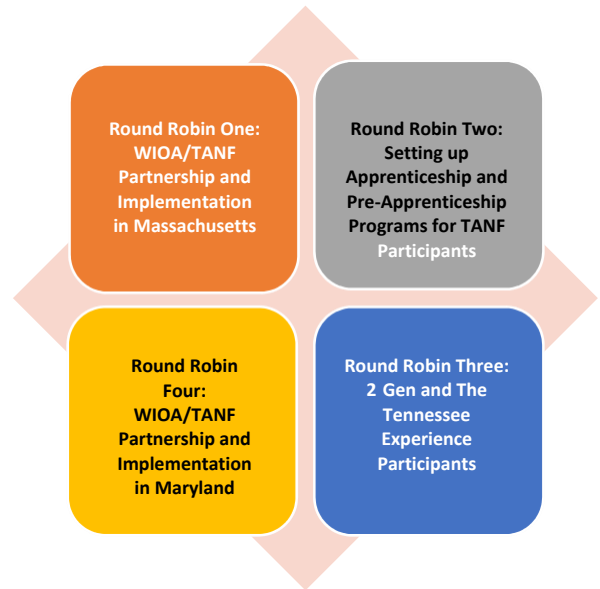 Round Robin One:
WIOA/TANF
Partnership and
Implementation
in Massachusetts
Round Robin Two:
Setting up
Apprenticeship and
Pre-Apprenticeship
Programs for TANF
Participants
Round Robin
Four:
WIOA/TANF
Partnership and
Implementation
in Maryland
Round Robin Three:
2 Gen and The
Tennessee
Experience
Participants